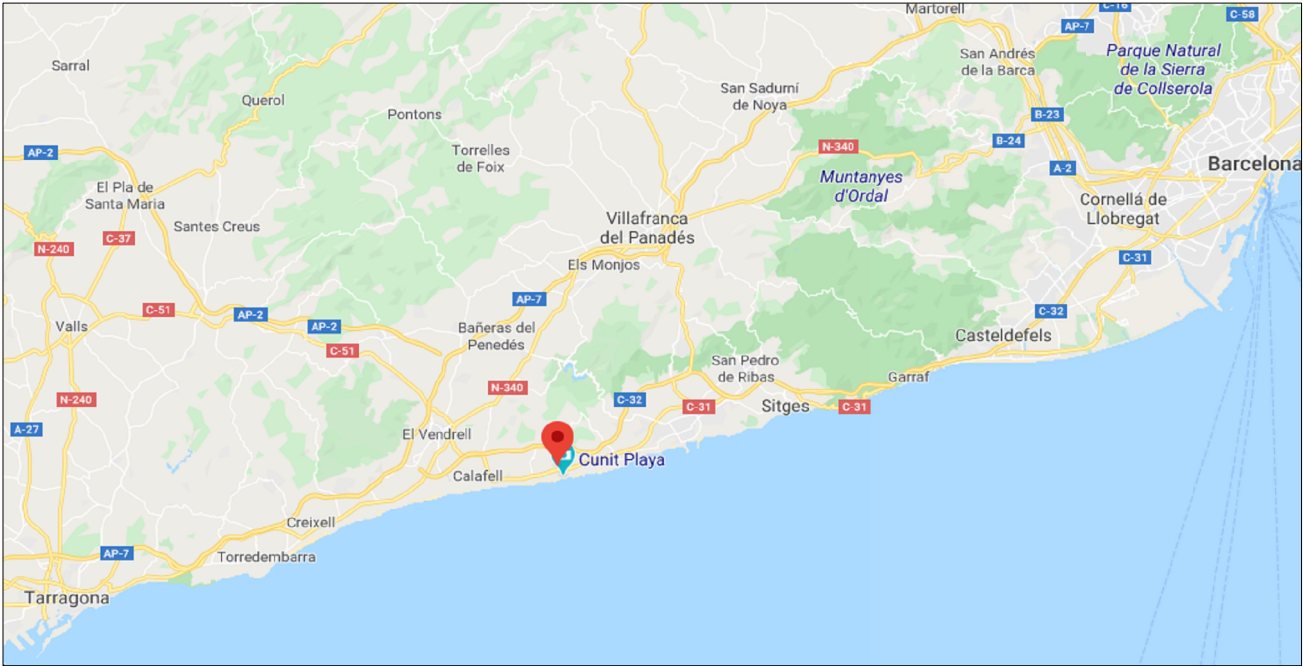 Martorell
C-16
C-58
AP-7
Sarral
San Andrés
de la Barca
Parque Natural
de la Sierra
de Collserola
Querol
San Sadurní
de Noya
Pontons
B-23
AP-2
Torrelles
de Foix
N-340
B-24
A-2
Barcelona
El Pla de
Santa Maria
Muntanyes
d'Ordal
Cornellá de
Llobregat
Santes Creus
Villafranca
del Panadés
N-240
C-37
Els Monjos
C-31
AP-7
C-51
AP-2
AP-2
C-32
Valls
Bañeras del
Penedés
Casteldefels
C-51
San Pedro
de Ribas
Garraf
N-340
N-240
C-32
C-31
Sitges
C-31
A-27
El Vendrell
Cunit Playa
Calafell
Creixell
AP-7
Torredembarra
Tarragona